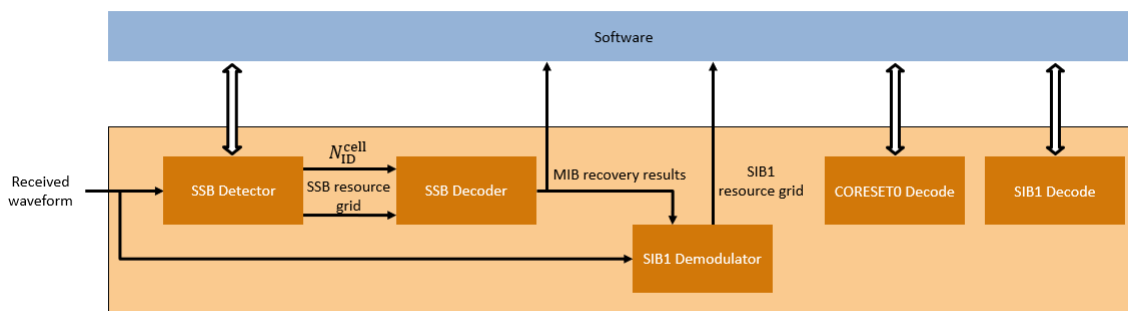 Software
Received
waveform
SSB Detector
N_ID^cell
SSB resource
grid
SSB Decoder
MIB recovery results
SIB1
resource grid
SIB1 Demodulator
CORESET0 Decode
SIB1 Decode